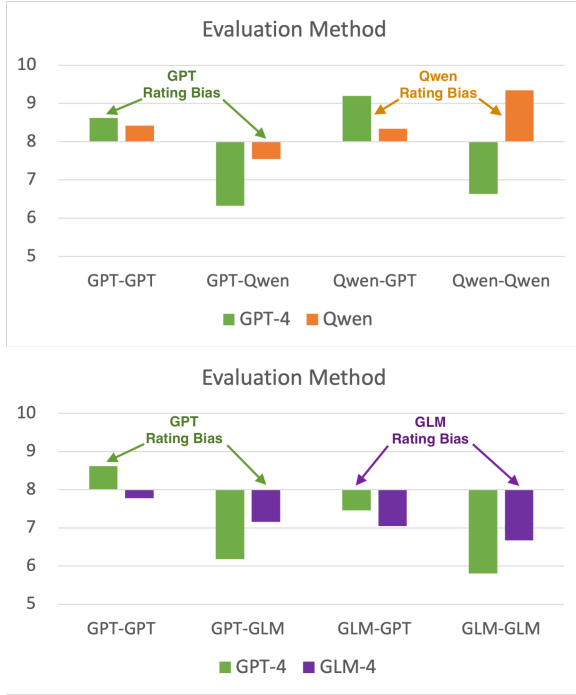 Evaluation Method
10
GPT
Rating Bias
Qwen
Rating Bias
9
8
7
6
5
GPT-GPT GPT-Qwen Qwen-GPT Qwen-Qwen
GPT-4 Qwen
Evaluation Method
10
GPT
Rating Bias
GLM
Rating Bias
9
8
7
6
5
GPT-GPT GPT-GLM GLM-GPT GLM-GLM
GPT-4 GLM-4